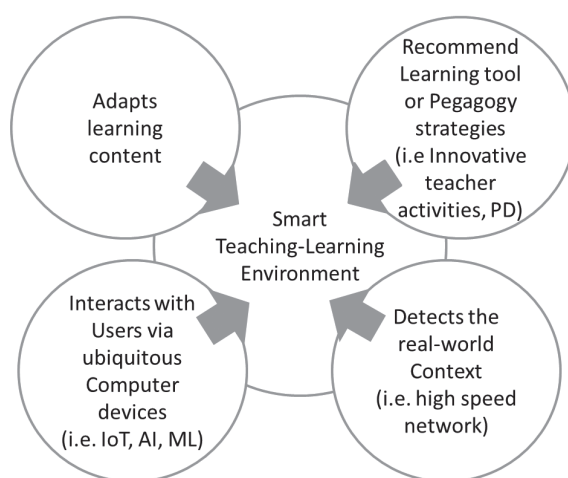 Adapts
learning
content
Recommend
Learning tool
or Pegagogy
strategies
(i.e Innovative
teacher
activities, PD)
Smart
Teaching-Learning
Environment
Interacts with
Users via
ubiquitous
Computer
devices
(i.e. IoT, AI, ML)
Detects the
real-world
Context
(i.e. high speed
network)